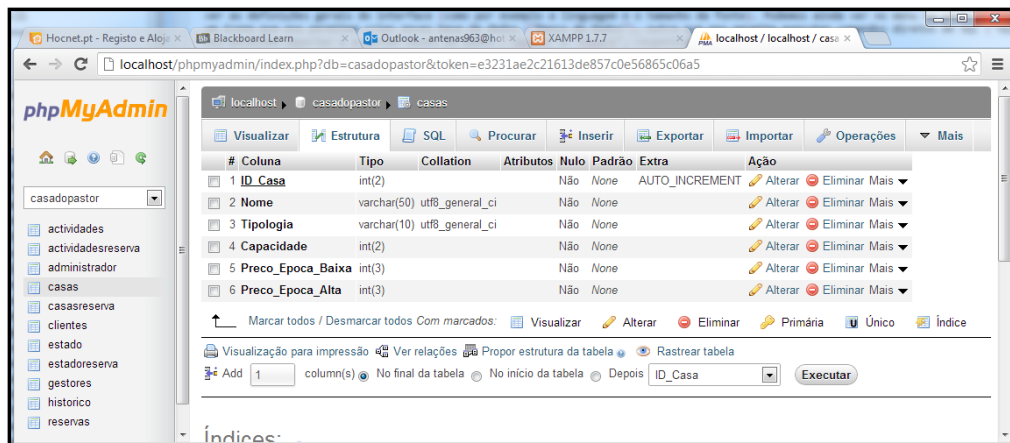 Hocnet.pt - Registo e Aloja
Blackboard Learn
Outlook - antenas963@hot
XAMPP 1.7.7
localhost / localhost / casa
localhost/phpmyadmin/index.php?db=casadopastor&token=e3231ae2c21613de857c0e56865c06a5
phpMyAdmin
casadopastor
actividades
actividadesreserva
administrador
casas
casasreserva
clientes
estado
estadoreserva
gestores
historico
reservas
localhost casadopastor casas
Visualizar Estrutura SQL Procurar Inserir Exportar Importar Operações Mais
# Coluna Tipo Collation Atributos Nulo Padrão Extra Ação
1 ID_Casa int(2) Não None AUTO_INCREMENT Alterar Eliminar Mais
2 Nome varchar(50) utf8_general_ci Não None Alterar Eliminar Mais
3 Tipologia varchar(10) utf8_general_ci Não None Alterar Eliminar Mais
4 Capacidade int(2) Não None Alterar Eliminar Mais
5 Preco_Epoca_Baixa int(3) Não None Alterar Eliminar Mais
6 Preco_Epoca_Alta int(3) Não None Alterar Eliminar Mais
Marcar todos / Desmarcar todos Com marcados: Visualizar Alterar Eliminar Primária Único Índice
Visualização para impressão Ver relações Propor estrutura da tabela Rastrear tabela
Add 1 column(s) No final da tabela No início da tabela Depois ID_Casa Executar
Índices: